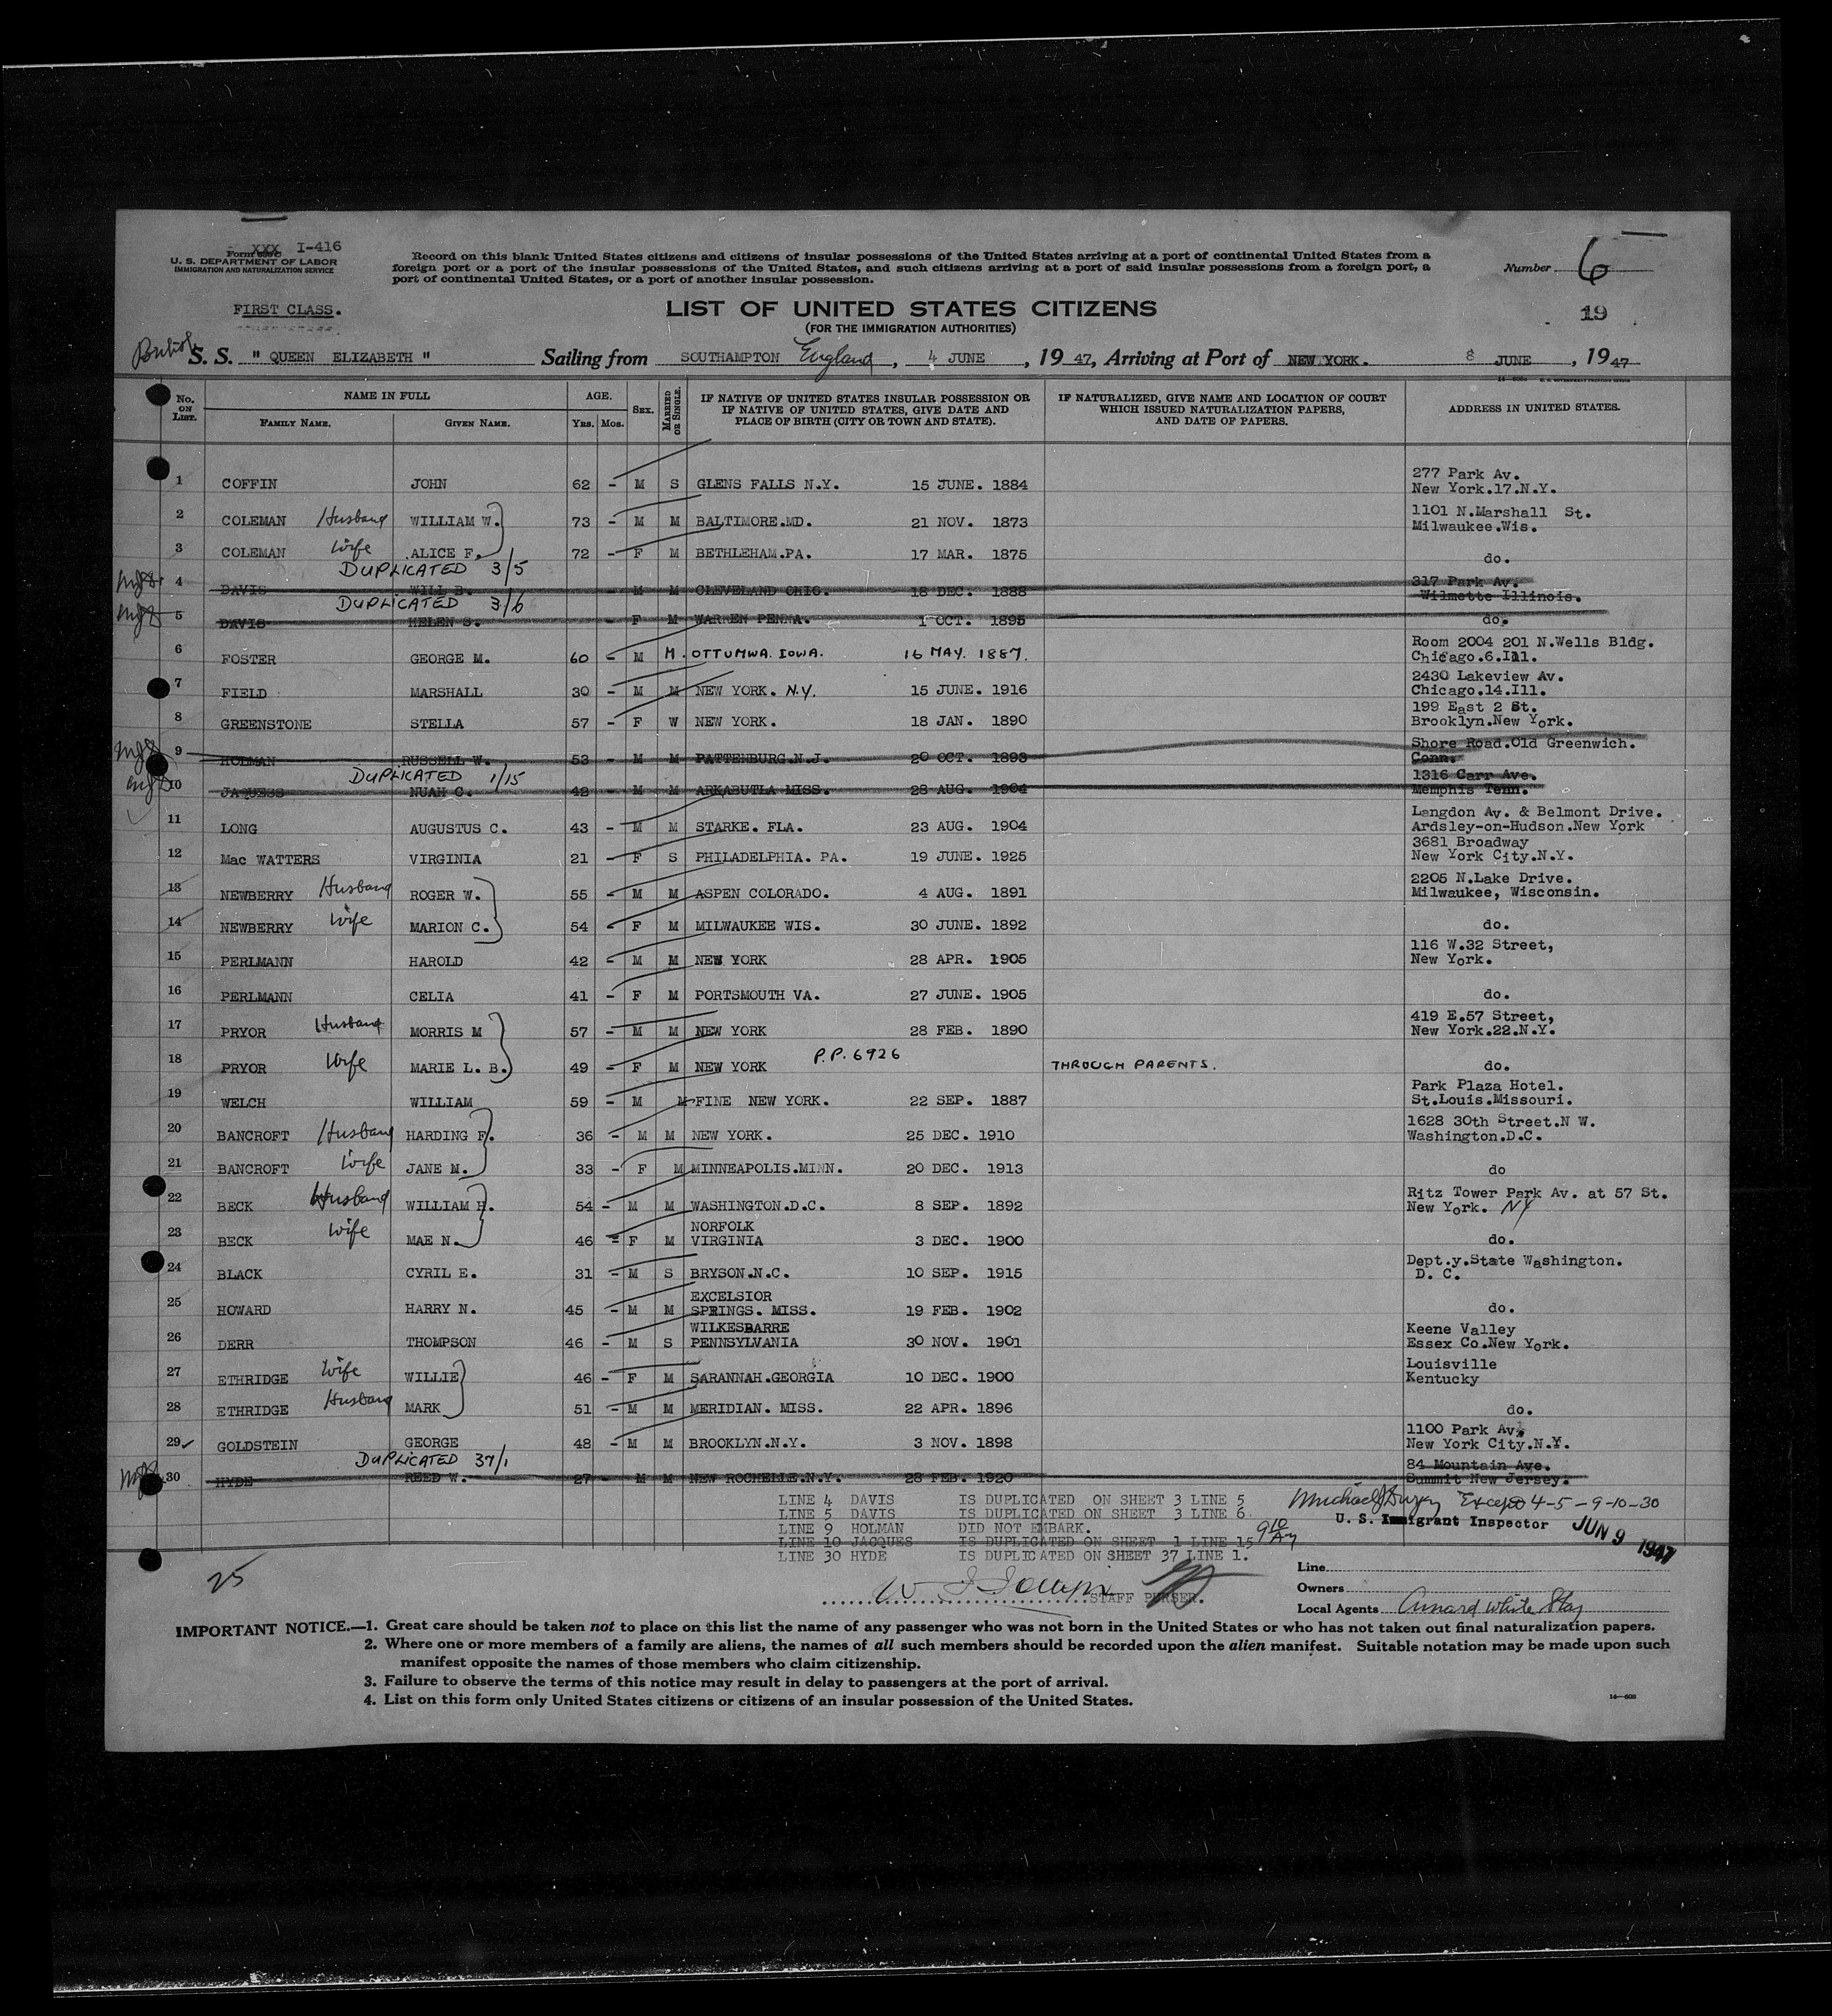 XXX I-416
Form 630 C
U. S. DEPARTMENT OF LABOR
IMMIGRATION AND NATURALIZATION SERVICE
Record on this blank United States citizens and citizens of insular possessions of the United States arriving at a port of continental United States from a
foreign port or a port of the insular possessions of the United States, and such citizens arriving at a port of said insular possessions from a foreign port, a
port of continental United States, or a port of another insular possession.
Number 6
FIRST CLASS.
LIST OF UNITED STATES CITIZENS
(FOR THE IMMIGRATION AUTHORITIES)
19
British S. S. " QUEEN ELIZABETH " Sailing from SOUTHAMPTON England, 4 JUNE, 19 47, Arriving at Port of NEW YORK. 8 JUNE, 19 47
No. ON LIST. NAME IN FULL FAMILY NAME. GIVEN NAME. AGE. YRS. MOS. SEX. MARRIED OR SINGLE. IF NATIVE OF UNITED STATES INSULAR POSSESSION OR IF NATIVE OF UNITED STATES, GIVE DATE AND PLACE OF BIRTH (CITY OR TOWN AND STATE). IF NATURALIZED, GIVE NAME AND LOCATION OF COURT WHICH ISSUED NATURALIZATION PAPERS, AND DATE OF PAPERS. ADDRESS IN UNITED STATES.
1 COFFIN JOHN 62 - M S GLENS FALLS N.Y. 15 JUNE. 1884 277 Park Av. New York.17.N.Y.
2 COLEMAN Husband WILLIAM W. 73 - M M BALTIMORE.MD. 21 NOV. 1873 1101 N.Marshall St. Milwaukee.Wis.
3 COLEMAN Wife ALICE F. 72 - F M BETHLEHAM.PA. 17 MAR. 1875 do.
DUPLICATED 3/5
4 DAVIS WILL B. M M CLEVELAND OHIO. 18 DEC. 1888 317 Park Av. Wilmette Illinois.
DUPLICATED 3/6
5 DAVIS HELEN S. F M WARREN PENNA. 1 OCT. 1895 do.
6 FOSTER GEORGE M. 60 - M M. OTTUMWA. IOWA. 16 MAY. 1887. Room 2004 201 N.Wells Bldg. Chicago.6.Ill.
7 FIELD MARSHALL 30 - M M NEW YORK. N.Y. 15 JUNE. 1916 2430 Lakeview Av. Chicago.14.Ill.
8 GREENSTONE STELLA 57 - F W NEW YORK. 18 JAN. 1890 199 East 2 St. Brooklyn.New York.
9 HOLMAN RUSSELL W. 53 - M M PATTENBURG.N.J. 20 OCT. 1893 Shore Road.Old Greenwich. Conn.
DUPLICATED 1/15
10 JAQUESS NUAH C. 42 M M ARKABUTLA MISS. 28 AUG. 1904 1316 Carr Ave. Memphis Tenn.
11 LONG AUGUSTUS C. 43 - M M STARKE. FLA. 23 AUG. 1904 Langdon Av. & Belmont Drive. Ardsley-on-Hudson.New York
12 Mac WATTERS VIRGINIA 21 - F S PHILADELPHIA. PA. 19 JUNE. 1925 3681 Broadway New York City.N.Y.
13 NEWBERRY Husband ROGER W. 55 - M M ASPEN COLORADO. 4 AUG. 1891 2205 N.Lake Drive. Milwaukee, Wisconsin.
14 NEWBERRY Wife MARION C. 54 - F M MILWAUKEE WIS. 30 JUNE. 1892 do.
15 PERLMANN HAROLD 42 - M M NEW YORK 28 APR. 1905 116 W.32 Street, New York.
16 PERLMANN CELIA 41 - F M PORTSMOUTH VA. 27 JUNE. 1905 do.
17 PRYOR Husband MORRIS M 57 - M M NEW YORK 28 FEB. 1890 419 E.57 Street, New York.22.N.Y.
18 PRYOR Wife MARIE L. B. 49 - F M NEW YORK P.P. 6926 THROUGH PARENTS. do.
19 WELCH WILLIAM 59 - M M FINE NEW YORK. 22 SEP. 1887 Park Plaza Hotel. St.Louis.Missouri.
20 BANCROFT Husband HARDING F. 36 - M M NEW YORK. 25 DEC. 1910 1628 30th Street.N W. Washington.D.C.
21 BANCROFT Wife JANE M. 33 - F M MINNEAPOLIS.MINN. 20 DEC. 1913 do
22 BECK Husband WILLIAM H. 54 - M M WASHINGTON.D.C. 8 SEP. 1892 Ritz Tower Park Av. at 57 St. New York. NY
23 BECK Wife MAE N. 46 = F M NORFOLK VIRGINIA 3 DEC. 1900 do.
24 BLACK CYRIL E. 31 - M S BRYSON.N.C. 10 SEP. 1915 Dept.y.State Washington. D. C.
25 HOWARD HARRY N. 45 - M M EXCELSIOR SPRINGS. MISS. 19 FEB. 1902 do.
26 DERR THOMPSON 46 - M S WILKESBARRE PENNSYLVANIA 30 NOV. 1901 Keene Valley Essex Co.New York.
27 ETHRIDGE Wife WILLIE 46 - F M SARANNAH.GEORGIA 10 DEC. 1900 Louisville Kentucky
28 ETHRIDGE Husband MARK 51 - M M MERIDIAN. MISS. 22 APR. 1896 do.
29 GOLDSTEIN GEORGE 48 - M M BROOKLYN.N.Y. 3 NOV. 1898 1100 Park Av. New York City.N.Y.
DUPLICATED 37/1
30 HYDE REED W. 27 - M M NEW ROCHELLE.N.Y. 28 FEB. 1920 84 Mountain Ave. Summit New Jersey.
LINE 4 DAVIS IS DUPLICATED ON SHEET 3 LINE 5
LINE 5 DAVIS IS DUPLICATED ON SHEET 3 LINE 6.
LINE 9 HOLMAN DID NOT EMBARK.
LINE 10 JACQUES IS DUPLICATED ON SHEET 1 LINE 15
LINE 30 HYDE IS DUPLICATED ON SHEET 37 LINE 1.
Except 4-5-9-10-30
U. S. Immigrant Inspector JUN 9 1947
25
STAFF PURSER.
Line
Owners
Local Agents Cunard White Star
IMPORTANT NOTICE.—1. Great care should be taken not to place on this list the name of any passenger who was not born in the United States or who has not taken out final naturalization papers.
2. Where one or more members of a family are aliens, the names of all such members should be recorded upon the alien manifest. Suitable notation may be made upon such
manifest opposite the names of those members who claim citizenship.
3. Failure to observe the terms of this notice may result in delay to passengers at the port of arrival.
4. List on this form only United States citizens or citizens of an insular possession of the United States.